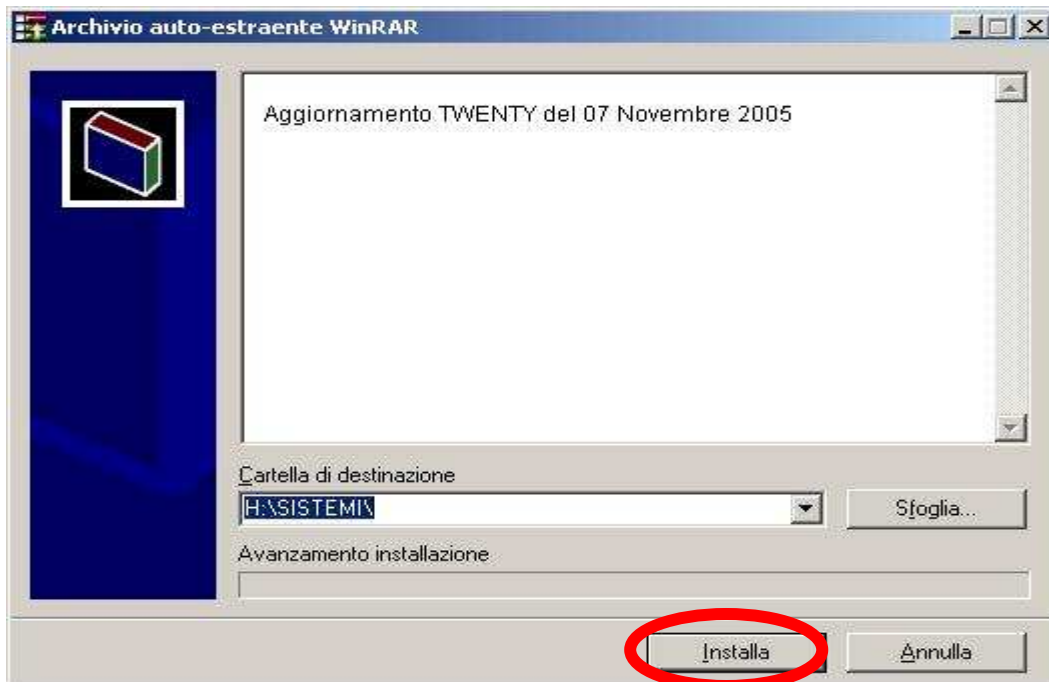 Archivio auto-estraente WinRAR
Aggiornamento TWENTY del 07 Novembre 2005
Cartella di destinazione
H:\SISTEMI\
Sfoglia...
Avanzamento installazione
Installa
Annulla